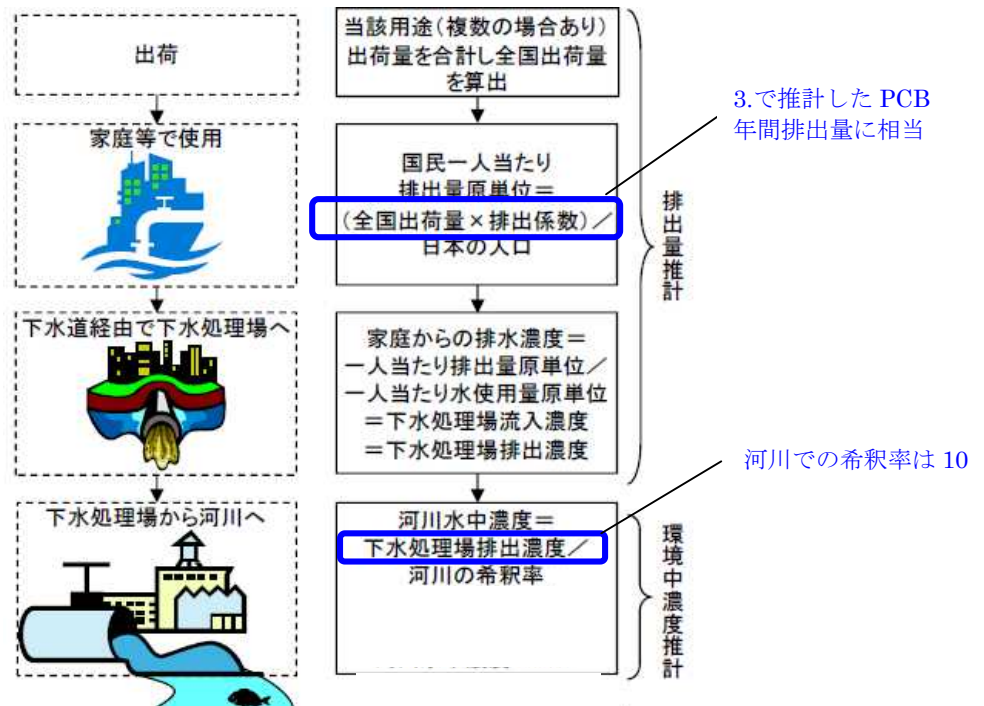 出荷
当該用途(複数の場合あり)
出荷量を合計し全国出荷量
を算出
3.で推計した PCB
年間排出量に相当
家庭等で使用
国民一人当たり
排出量原単位=
(全国出荷量×排出係数)/
日本の人口
排出量推計
下水道経由で下水処理場へ
家庭からの排水濃度=
一人当たり排出量原単位/
一人当たり水使用量原単位
=下水処理場流入濃度
=下水処理場排出濃度
河川での希釈率は 10
下水処理場から河川へ
河川水中濃度=
下水処理場排出濃度/
河川の希釈率
環境中濃度推計